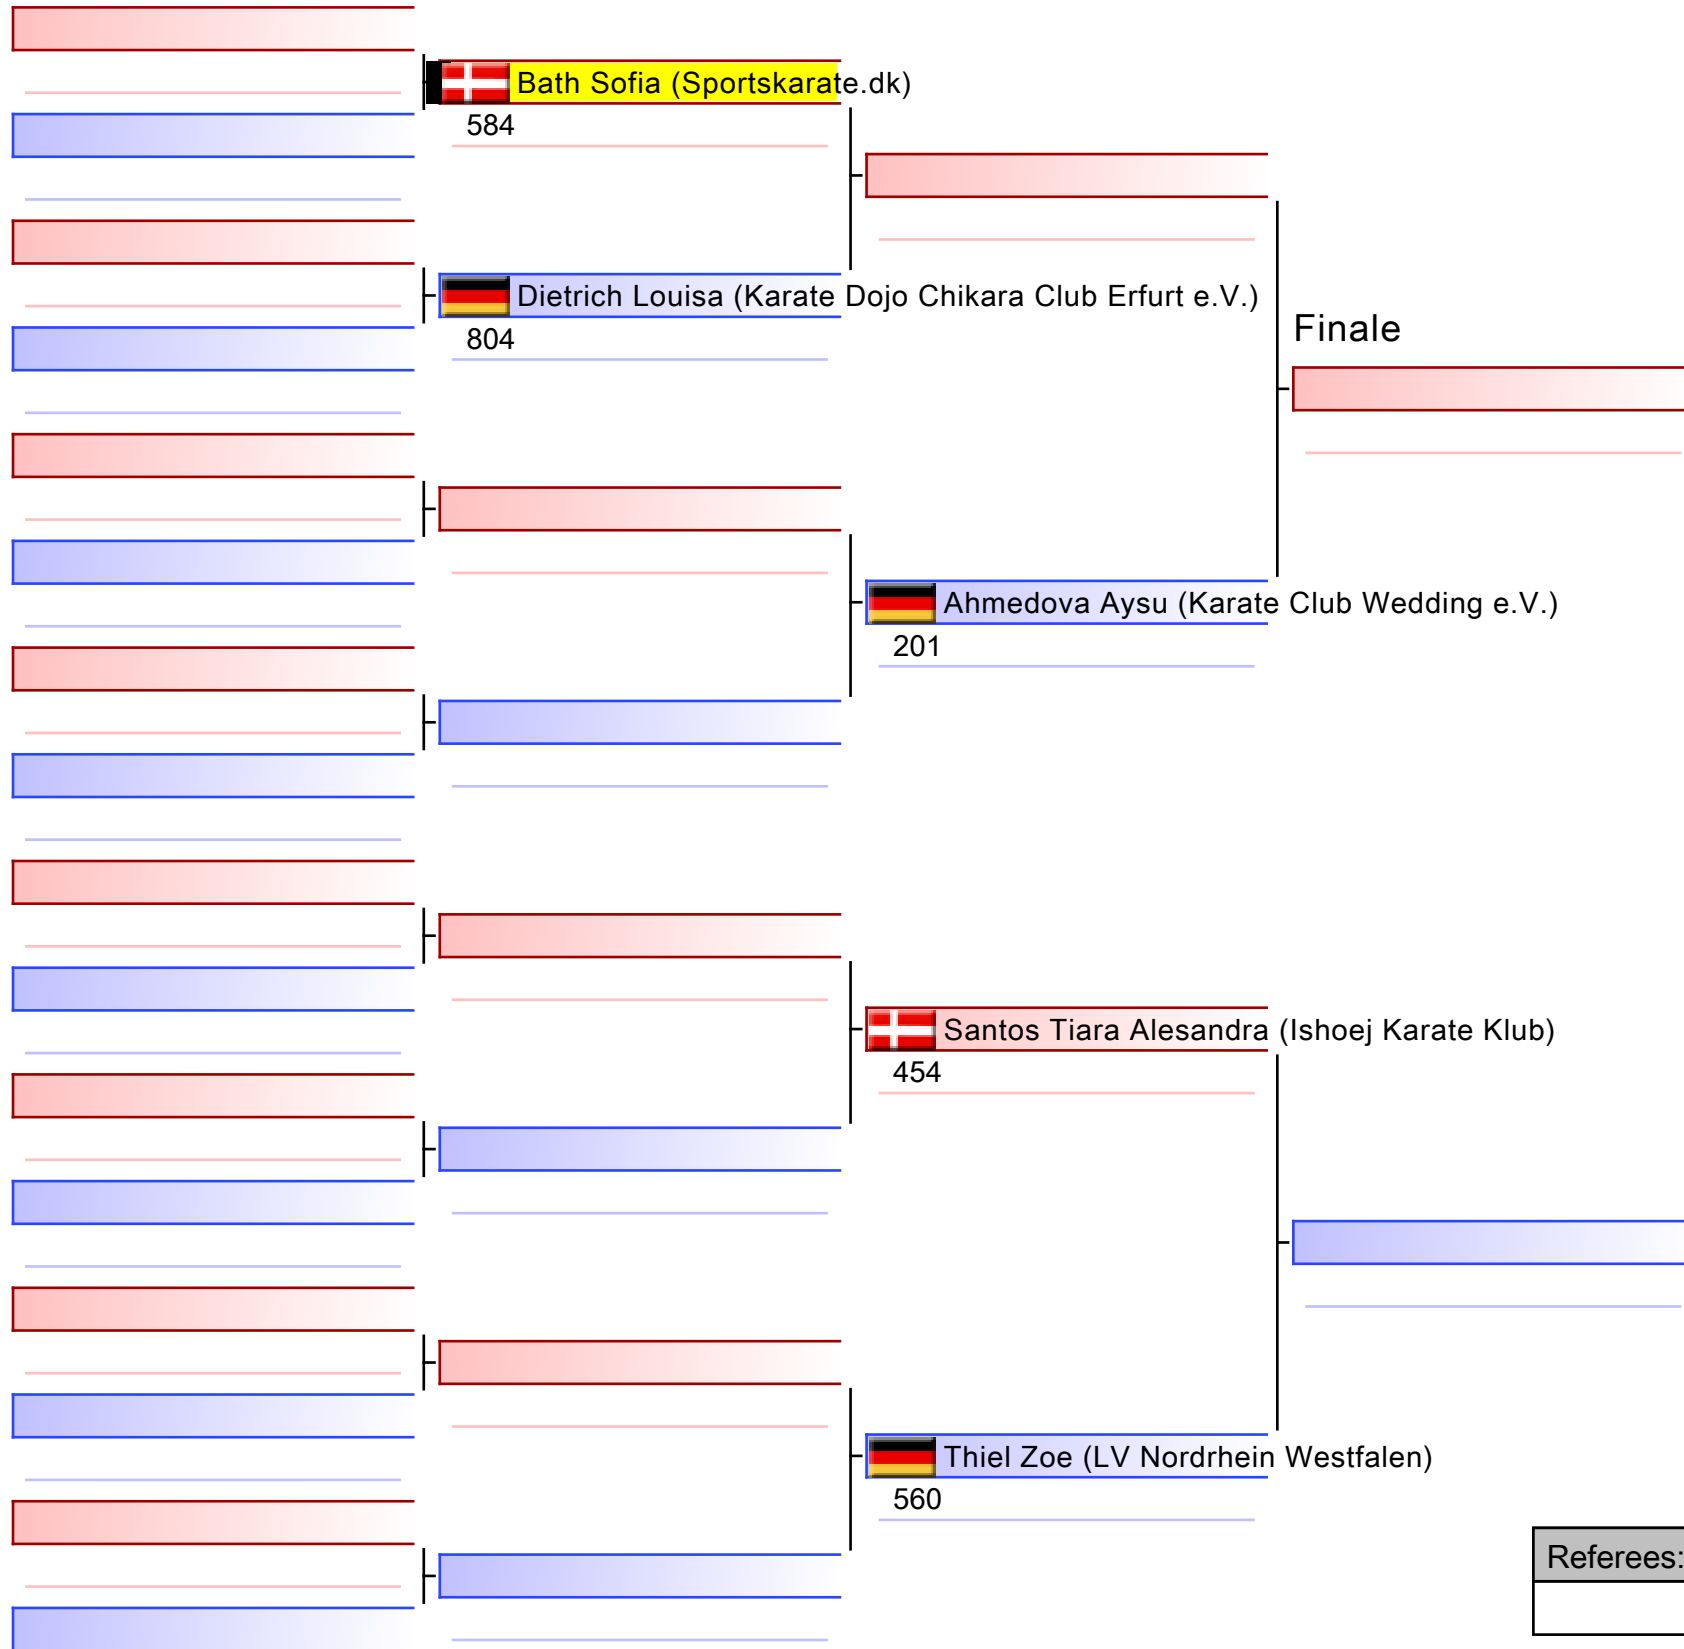 Bath Sofia (Sportskarate.dk)
584
Dietrich Louisa (Karate Dojo Chikara Club Erfurt e.V.)
804
Finale
Ahmedova Aysu (Karate Club Wedding e.V.)
201
Santos Tiara Alesandra (Ishoej Karate Klub)
454
Thiel Zoe (LV Nordrhein Westfalen)
560
Referees: